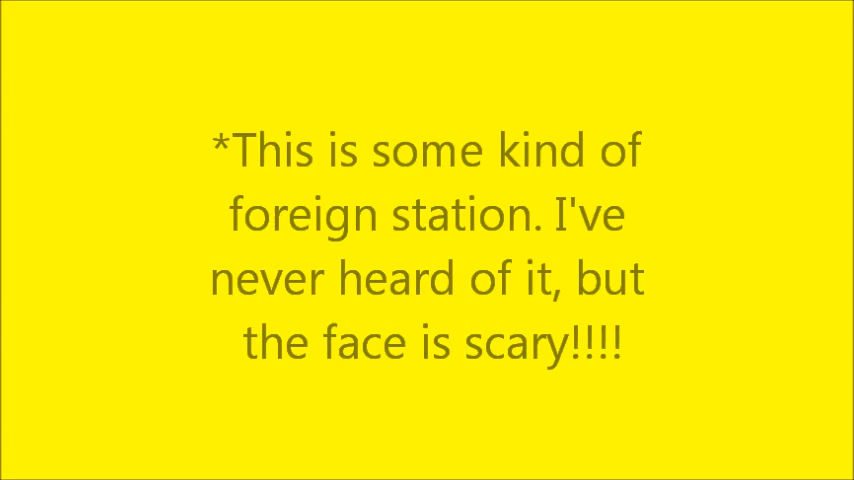 *This is some kind of
foreign station. I've
never heard of it, but
the face is scary!!!!